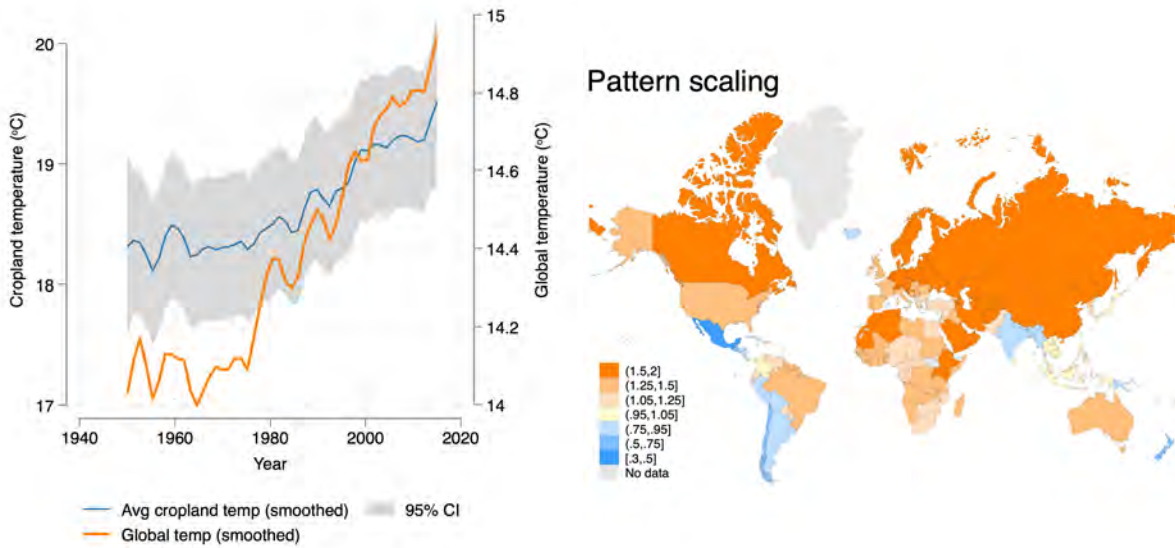 Pattern scaling
Cropland temperature (ºC)
20
19
18
17
Global temperature (ºC)
15
14.8
14.6
14.4
14.2
14
1940
1960
1980
2000
2020
Year
Avg cropland temp (smoothed)
95% CI
Global temp (smoothed)
(1.5,2]
(1.25,1.5]
(1.05,1.25]
(.95,1.05]
(.75,.95]
(.5,.75]
[.3,.5]
No data